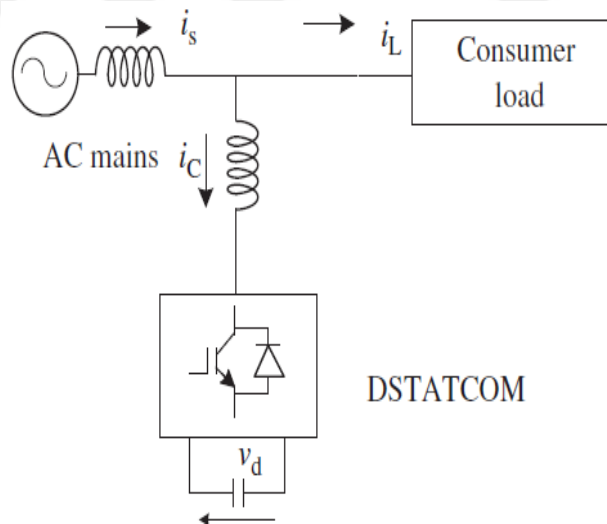 i_s
i_L
Consumer
load
AC mains
i_C
DSTATCOM
v_d